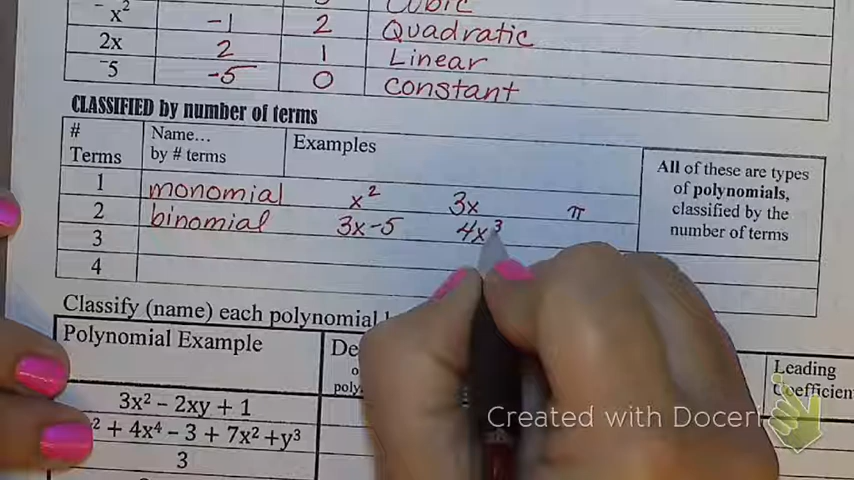 Cubic
-x² -1 2 Quadratic
2x 2 1 Linear
-5 -5 0 constant
CLASSIFIED by number of terms
# Terms Name... by # terms Examples
1 monomial x² 3x π
2 binomial 3x-5 4x³
3
4
All of these are types
of polynomials,
classified by the
number of terms
Classify (name) each polynomial
Polynomial Example
Leading
Coefficient
3x² − 2xy + 1
² + 4x⁴ − 3 + 7x² +y³
3
Created with Doceri